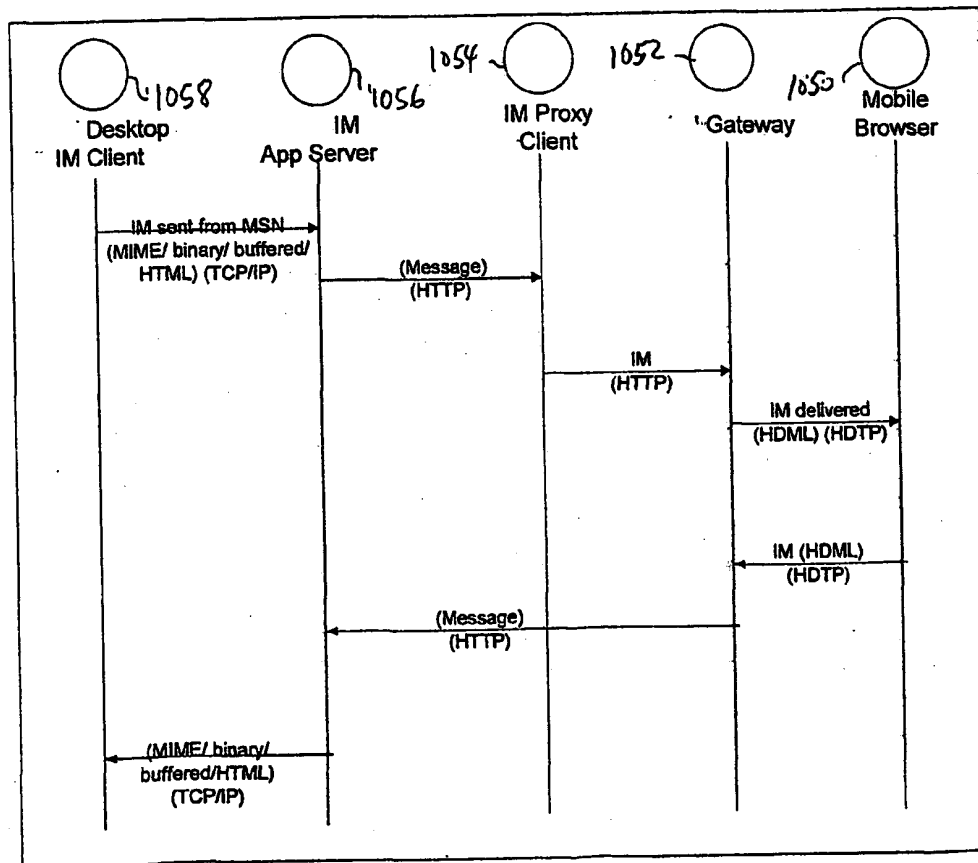 1058
Desktop
IM Client
1056
IM
App Server
1054
IM Proxy
Client
1052
Gateway
1050
Mobile
Browser
IM sent from MSN
(MIME/ binary/ buffered/
HTML) (TCP/IP)
(Message)
(HTTP)
IM
(HTTP)
IM delivered
(HDML) (HDTP)
IM (HDML)
(HDTP)
(Message)
(HTTP)
(MIME/ binary/
buffered/HTML)
(TCP/IP)